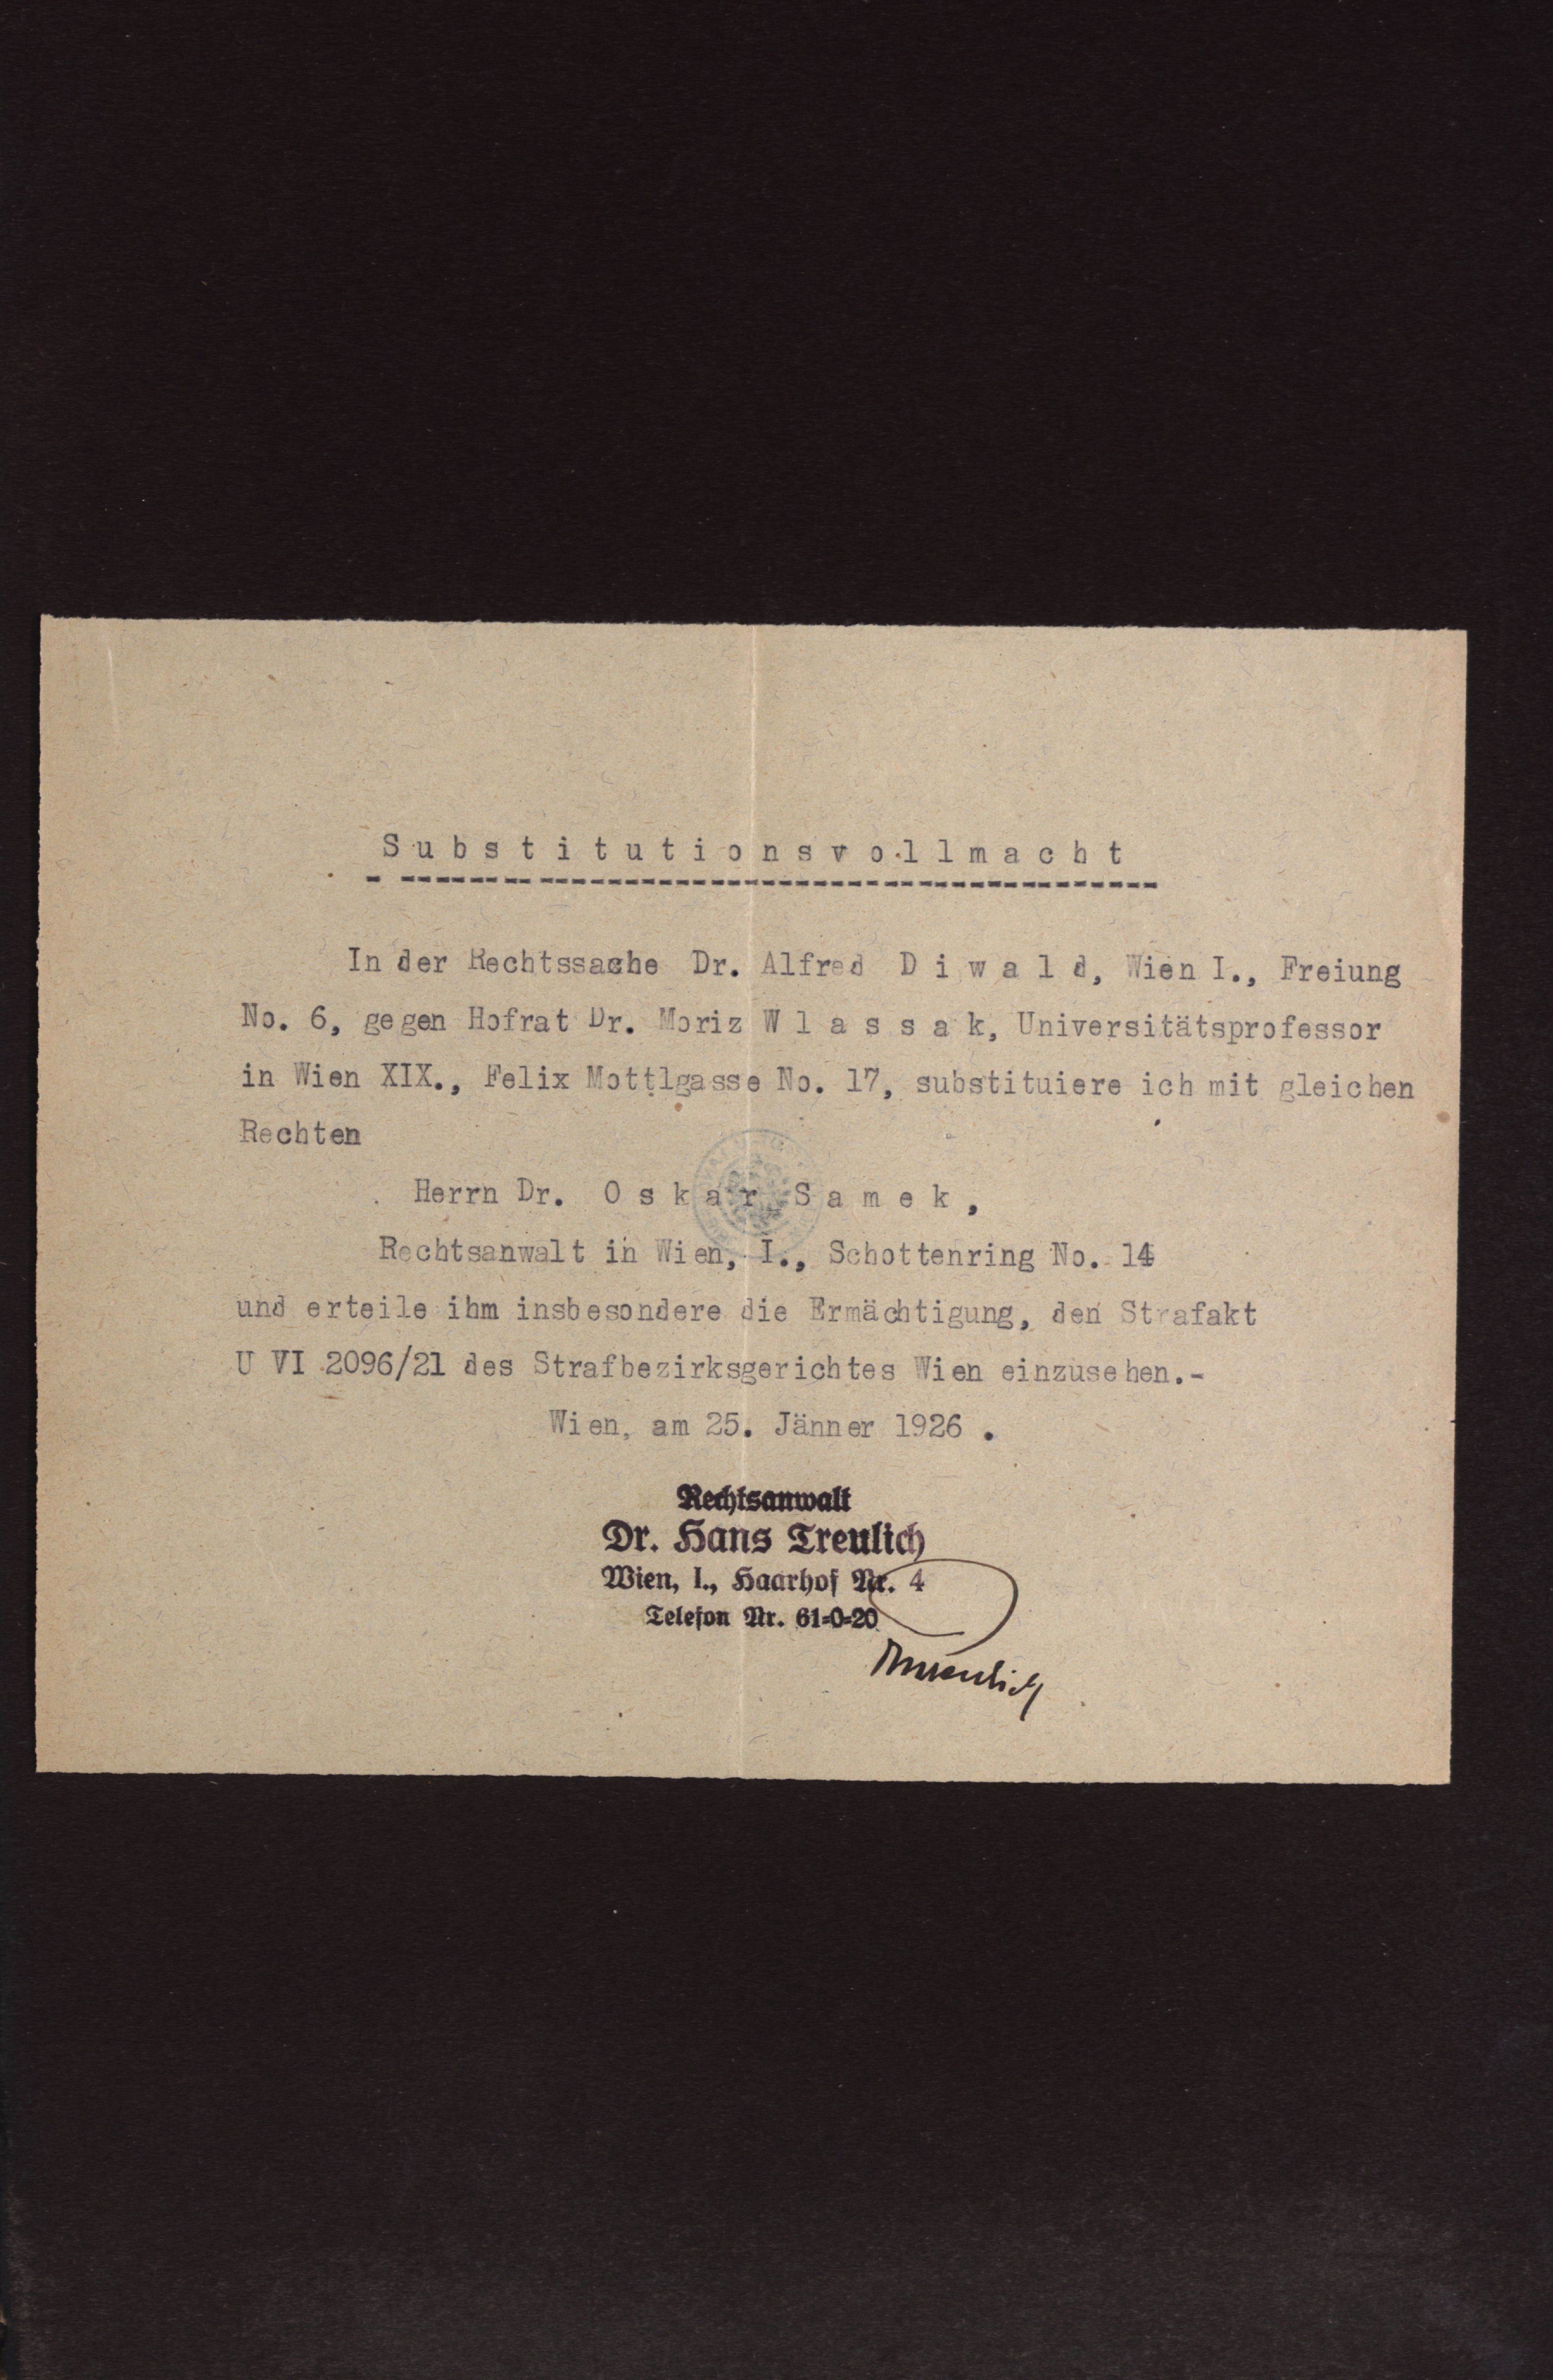 Substitutionsvollmacht
In der Rechtssache Dr. Alfred Diwald, Wien I., Freiung
No. 6, gegen Hofrat Dr. Moriz Wlassak, Universitätsprofessor
in Wien XIX., Felix Mottlgasse No. 17, substituiere ich mit gleichen
Rechten
Herrn Dr. Oskar Samek,
Rechtsanwalt in Wien, I., Schottenring No. 14
und erteile ihm insbesondere die Ermächtigung, den Strafakt
U VI 2096/21 des Strafbezirksgerichtes Wien einzusehen.-
Wien, am 25. Jänner 1926.
Rechtsanwalt
Dr. Hans Treulich
Wien, I., Haarhof Nr. 4
Telefon Nr. 61=0=20